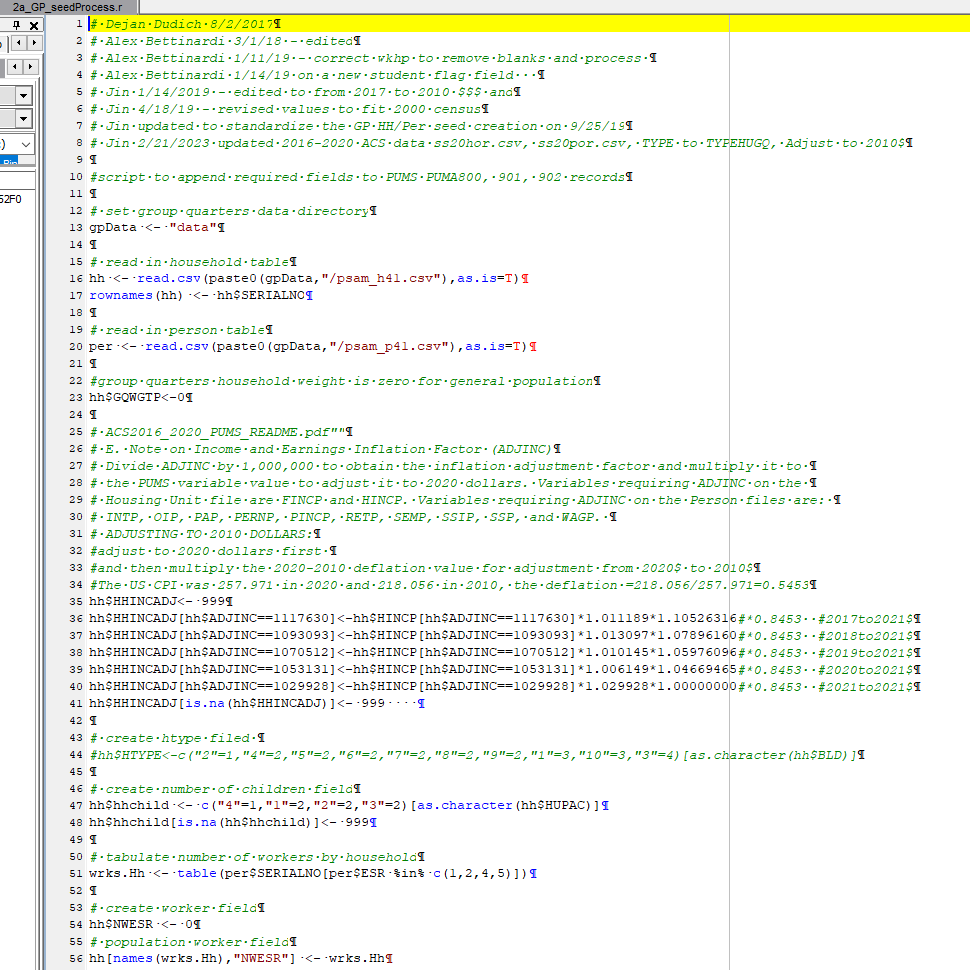 2a_GP_seedProcess.r
1 # Dejan Dudich 8/2/2017¶
2 # Alex Bettinardi 3/1/18 - edited¶
3 # Alex Bettinardi 1/11/19 - correct wkhp to remove blanks and process ¶
4 # Alex Bettinardi 1/14/19 on a new student flag field   ¶
5 # Jin 1/14/2019 - edited to from 2017 to 2010 $$$ and¶
6 # Jin 4/18/19 - revised values to fit 2000 census¶
7 # Jin updated to standardize the GP HH/Per seed creation on 9/25/19¶
8 # Jin 2/21/2023 updated 2016-2020 ACS data ss20hor.csv, ss20por.csv, TYPE to TYPEHUGQ, Adjust to 2010$¶
9 ¶
10 #script to append required fields to PUMS PUMA800, 901, 902 records¶
11 ¶
12 # set group quarters data directory¶
13 gpData <- "data"¶
14 ¶
15 # read in household table¶
16 hh <- read.csv(paste0(gpData,"/psam_h41.csv"),as.is=T)¶
17 rownames(hh) <- hh$SERIALNO¶
18 ¶
19 # read in person table¶
20 per <- read.csv(paste0(gpData,"/psam_p41.csv"),as.is=T)¶
21 ¶
22 #group quarters household weight is zero for general population¶
23 hh$GQWGTP<-0¶
24 ¶
25 # ACS2016_2020_PUMS_README.pdf""¶
26 # E. Note on Income and Earnings Inflation Factor (ADJINC)¶
27 # Divide ADJINC by 1,000,000 to obtain the inflation adjustment factor and multiply it to ¶
28 # the PUMS variable value to adjust it to 2020 dollars. Variables requiring ADJINC on the ¶
29 # Housing Unit file are FINCP and HINCP. Variables requiring ADJINC on the Person files are: ¶
30 # INTP, OIP, PAP, PERNP, PINCP, RETP, SEMP, SSIP, SSP, and WAGP. ¶
31 # ADJUSTING TO 2010 DOLLARS:¶
32 #adjust to 2020 dollars first ¶
33 #and then multiply the 2020-2010 deflation value for adjustment from 2020$ to 2010$¶
34 #The US CPI was 257.971 in 2020 and 218.056 in 2010, the deflation =218.056/257.971=0.8453¶
35 hh$HHINCADJ<- 999¶
36 hh$HHINCADJ[hh$ADJINC==1117630]<-hh$HINCP[hh$ADJINC==1117630]*1.011189*1.10526316#*0.8453  #2017to2021$¶
37 hh$HHINCADJ[hh$ADJINC==1093093]<-hh$HINCP[hh$ADJINC==1093093]*1.013097*1.07896160#*0.8453  #2018to2021$¶
38 hh$HHINCADJ[hh$ADJINC==1070512]<-hh$HINCP[hh$ADJINC==1070512]*1.010145*1.05976096#*0.8453  #2019to2021$¶
39 hh$HHINCADJ[hh$ADJINC==1053131]<-hh$HINCP[hh$ADJINC==1053131]*1.006149*1.04669465#*0.8453  #2020to2021$¶
40 hh$HHINCADJ[hh$ADJINC==1029928]<-hh$HINCP[hh$ADJINC==1029928]*1.029928*1.00000000#*0.8453  #2021to2021$¶
41 hh$HHINCADJ[is.na(hh$HHINCADJ)]<- 999    ¶
42 ¶
43 # create htype filed ¶
44 #hh$HTYPE<-c("2"=1,"4"=2,"5"=2,"6"=2,"7"=2,"8"=2,"9"=2,"1"=3,"10"=3,"3"=4)[as.character(hh$BLD)]¶
45 ¶
46 # create number of children field¶
47 hh$hhchild <- c("4"=1,"1"=2,"2"=2,"3"=2)[as.character(hh$HUPAC)]¶
48 hh$hhchild[is.na(hh$hhchild)]<- 999¶
49 ¶
50 # tabulate number of workers by household¶
51 wrks.Hh <- table(per$SERIALNO[per$ESR %in% c(1,2,4,5)])¶
52 ¶
53 # create worker field¶
54 hh$NWESR <- 0¶
55 # population worker field¶
56 hh[names(wrks.Hh),"NWESR"] <- wrks.Hh¶
52F0